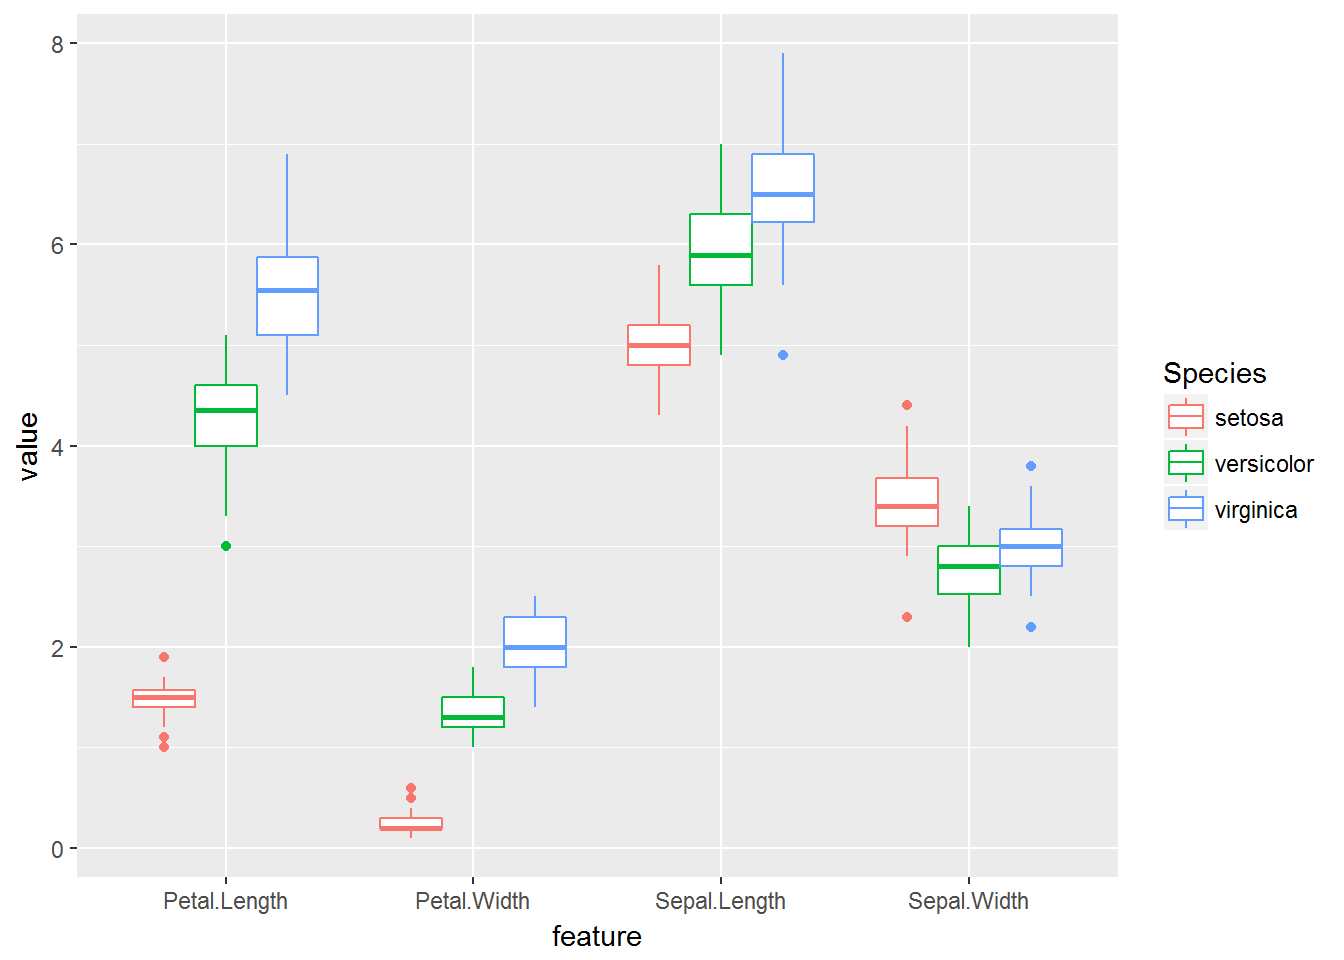 8
6
4
2
0
value
Petal.Length
Petal.Width
Sepal.Length
Sepal.Width
feature
Species
setosa
versicolor
virginica